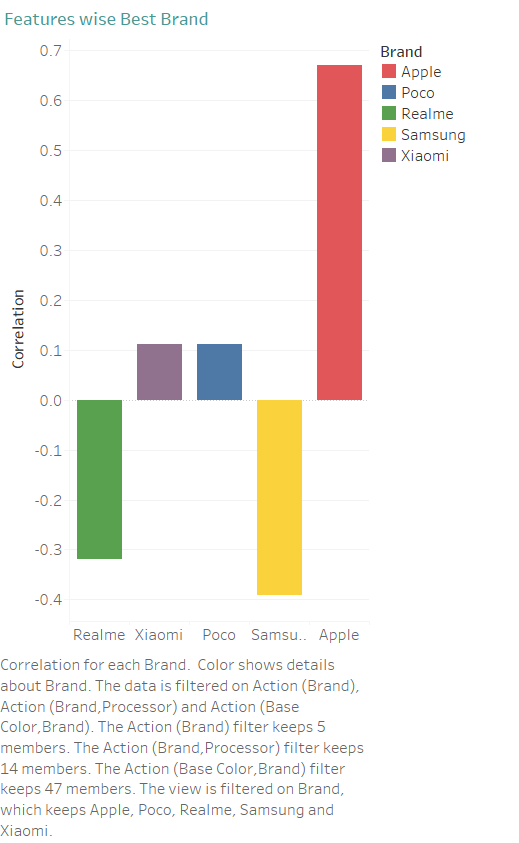 Features wise Best Brand
Brand
Apple
Poco
Realme
Samsung
Xiaomi
Correlation
0.7
0.6
0.5
0.4
0.3
0.2
0.1
0.0
-0.1
-0.2
-0.3
-0.4
Realme Xiaomi Poco Samsu.. Apple
Correlation for each Brand. Color shows details
about Brand. The data is filtered on Action (Brand),
Action (Brand,Processor) and Action (Base
Color,Brand). The Action (Brand) filter keeps 5
members. The Action (Brand,Processor) filter keeps
14 members. The Action (Base Color,Brand) filter
keeps 47 members. The view is filtered on Brand,
which keeps Apple, Poco, Realme, Samsung and
Xiaomi.